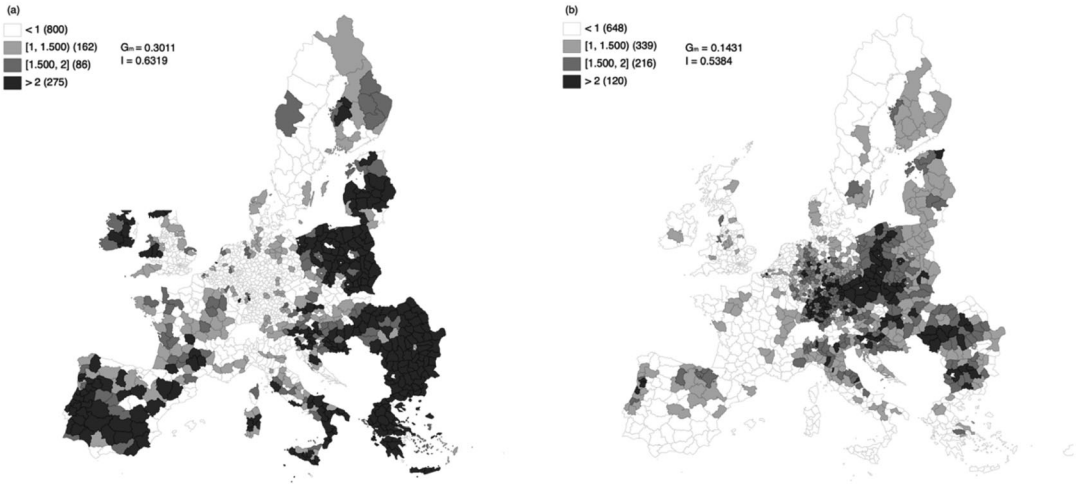 (a)
< 1 (800)
[1, 1.500) (162)
[1.500, 2] (86)
> 2 (275)
Gₘ = 0.3011
I = 0.6319
(b)
< 1 (648)
[1, 1.500) (339)
[1.500, 2] (216)
> 2 (120)
Gₘ = 0.1431
I = 0.5384